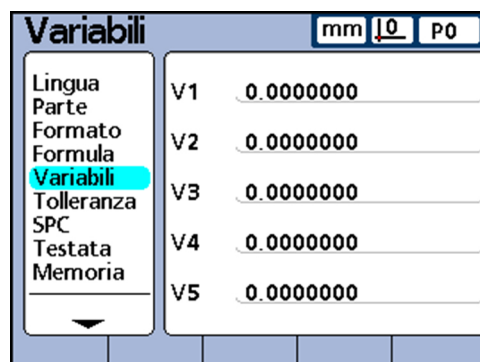 Variabili mm 0 P0
Lingua
Parte
Formato
Formula
Variabili
Tolleranza
SPC
Testata
Memoria
V1 0.0000000
V2 0.0000000
V3 0.0000000
V4 0.0000000
V5 0.0000000